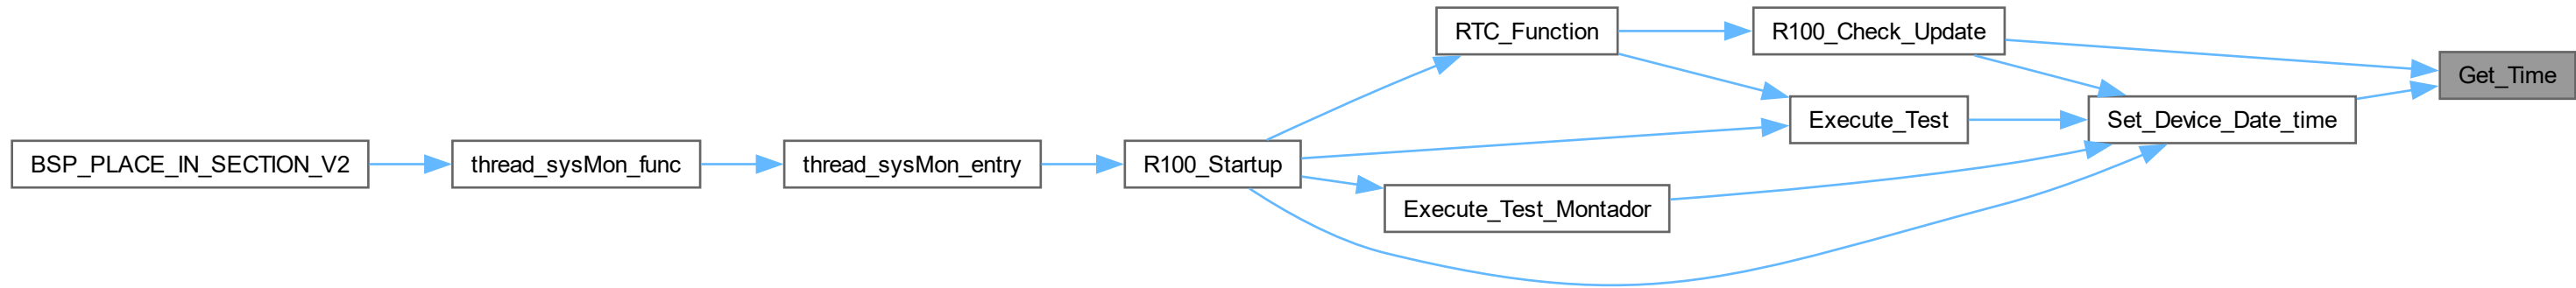 BSP_PLACE_IN_SECTION_V2
thread_sysMon_func
thread_sysMon_entry
R100_Startup
RTC_Function
Execute_Test_Montador
R100_Check_Update
Execute_Test
Set_Device_Date_time
Get_Time